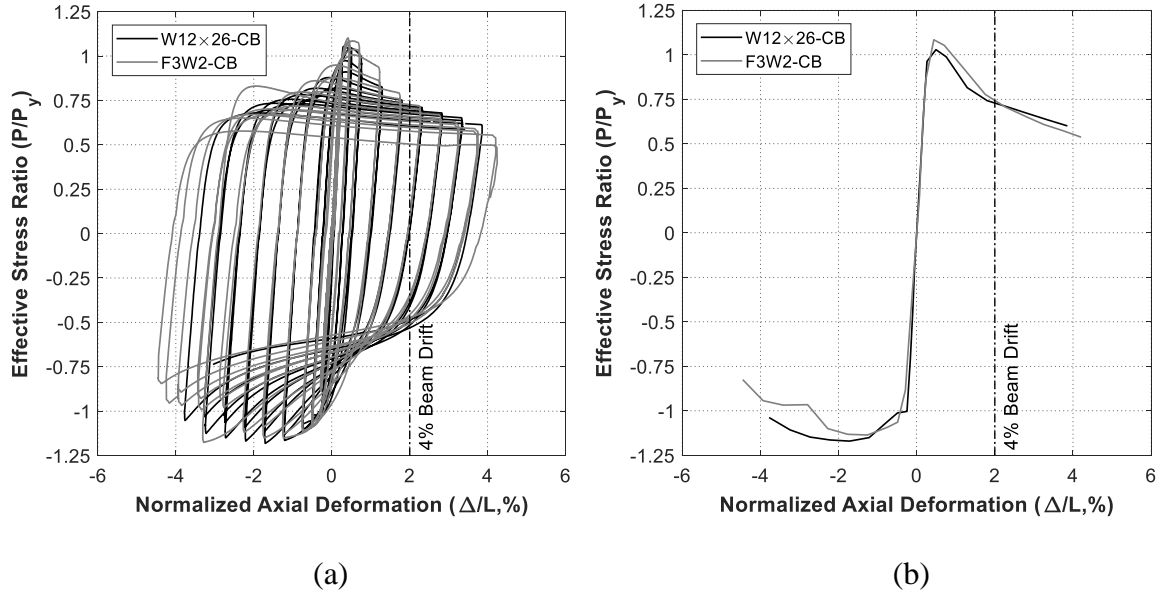 1.25
1
0.75
0.5
0.25
0
-0.25
-0.5
-0.75
-1
-1.25
Effective Stress Ratio (P/Py)
W12×26-CB
F3W2-CB
4% Beam Drift
-6 -4 -2 0 2 4 6
Normalized Axial Deformation (Δ/L,%)
(a)
1.25
1
0.75
0.5
0.25
0
-0.25
-0.5
-0.75
-1
-1.25
Effective Stress Ratio (P/Py)
W12×26-CB
F3W2-CB
4% Beam Drift
-6 -4 -2 0 2 4 6
Normalized Axial Deformation (Δ/L,%)
(b)